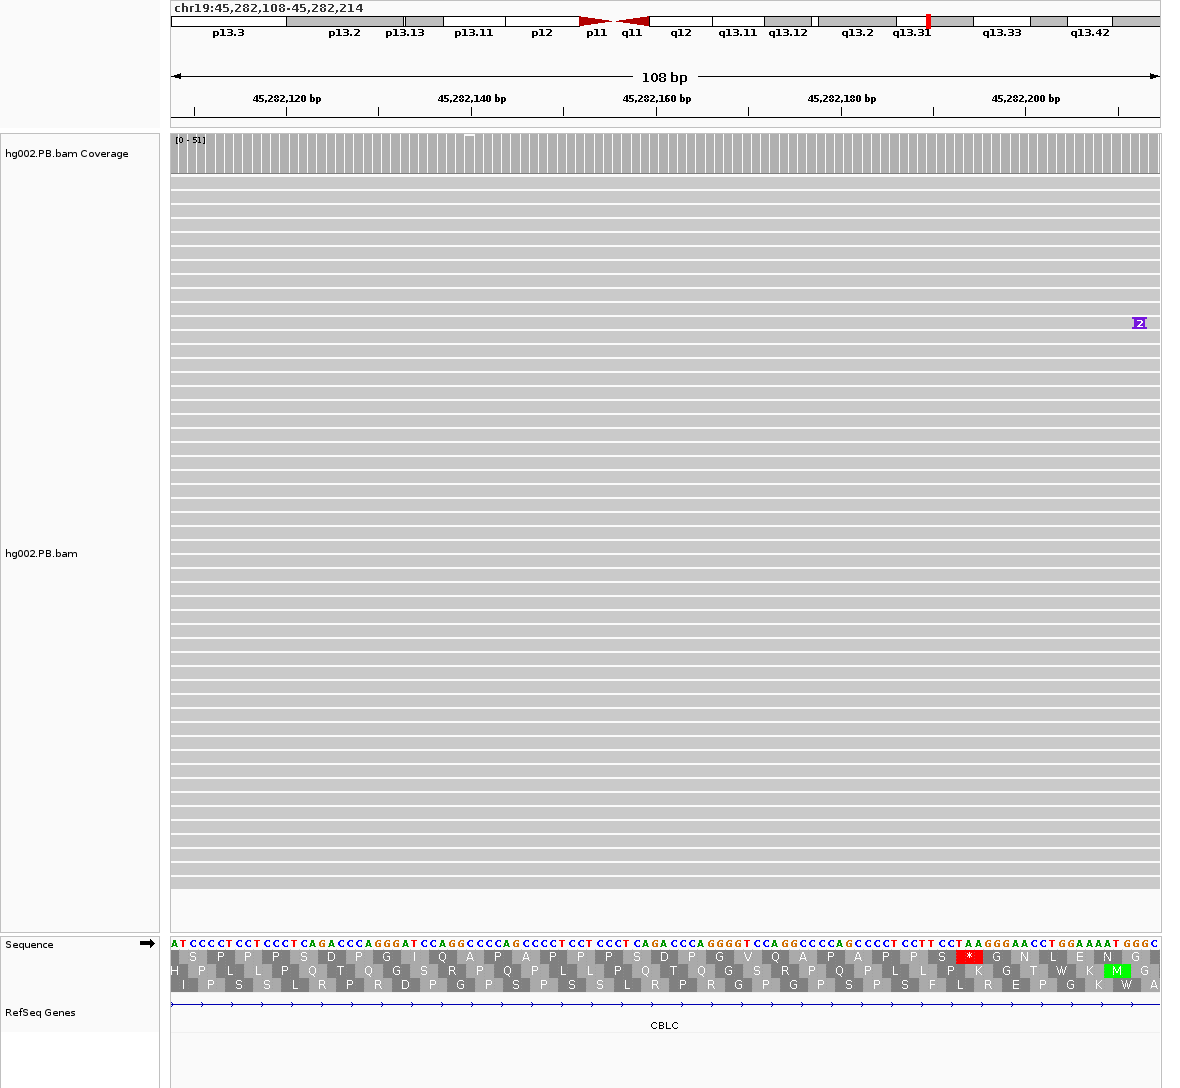 chr19:45,282,108-45,282,214
p13.3 p13.2 p13.13 p13.11 p12 p11 q11 q12 q13.11 q13.12 q13.2 q13.31 q13.33 q13.42
108 bp
45,282,120 bp 45,282,140 bp 45,282,160 bp 45,282,180 bp 45,282,200 bp
hg002.PB.bam Coverage
[0 - 51]
2
hg002.PB.bam
Sequence
ATCCCCTCCTCCCTCAGACCCAGGGATCCAGGCCCCAGCCCCTCCTCCCTCAGACCCAGGGGTCCAGGCCCCAGCCCCTCCTTCCTAAGGGAACCTGGAAAATGGGC
S P P P S D P G I Q A P A P P P S D P G V Q A P A P P S * G N L E N G
H P L L P Q T Q G S R P Q P L L P Q T Q G S R P Q P L L P K G T W K M G
I P S S L R P R D P G P S P S S L R P R G P G P S P S F L R E P G K W A
RefSeq Genes
CBLC